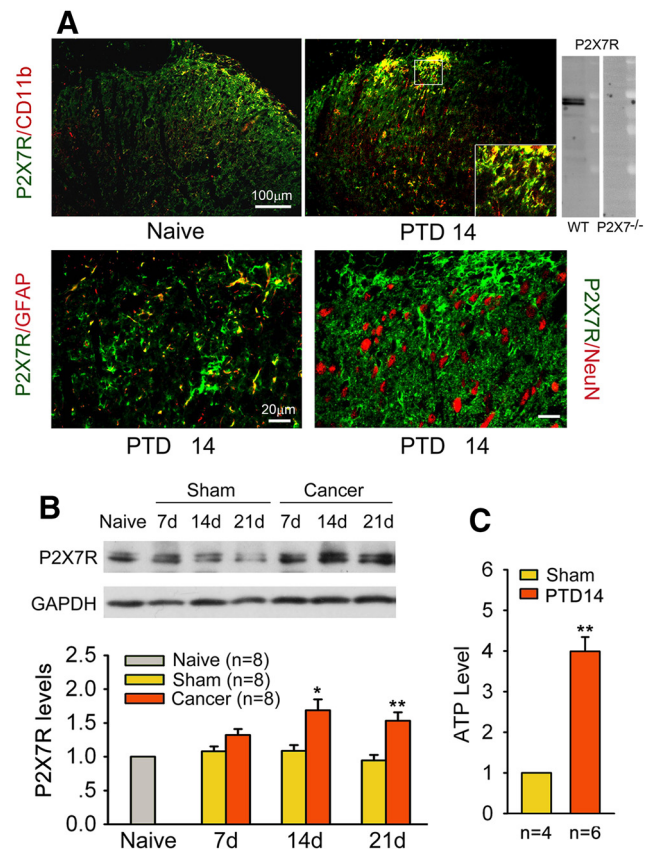 A
P2X7R/CD11b
100μm
Naive
PTD 14
P2X7R
WT P2X7-/-
P2X7R/GFAP
20μm
PTD 14
PTD 14
P2X7R/NeuN
B
Sham Cancer
Naive 7d 14d 21d 7d 14d 21d
P2X7R
GAPDH
P2X7R levels
2.5
2.0
1.5
1.0
.5
.0
Naive (n=8)
Sham (n=8)
Cancer (n=8)
*
**
Naive 7d 14d 21d
C
ATP Level
6
5
4
3
2
1
0
Sham
PTD14
**
n=4 n=6